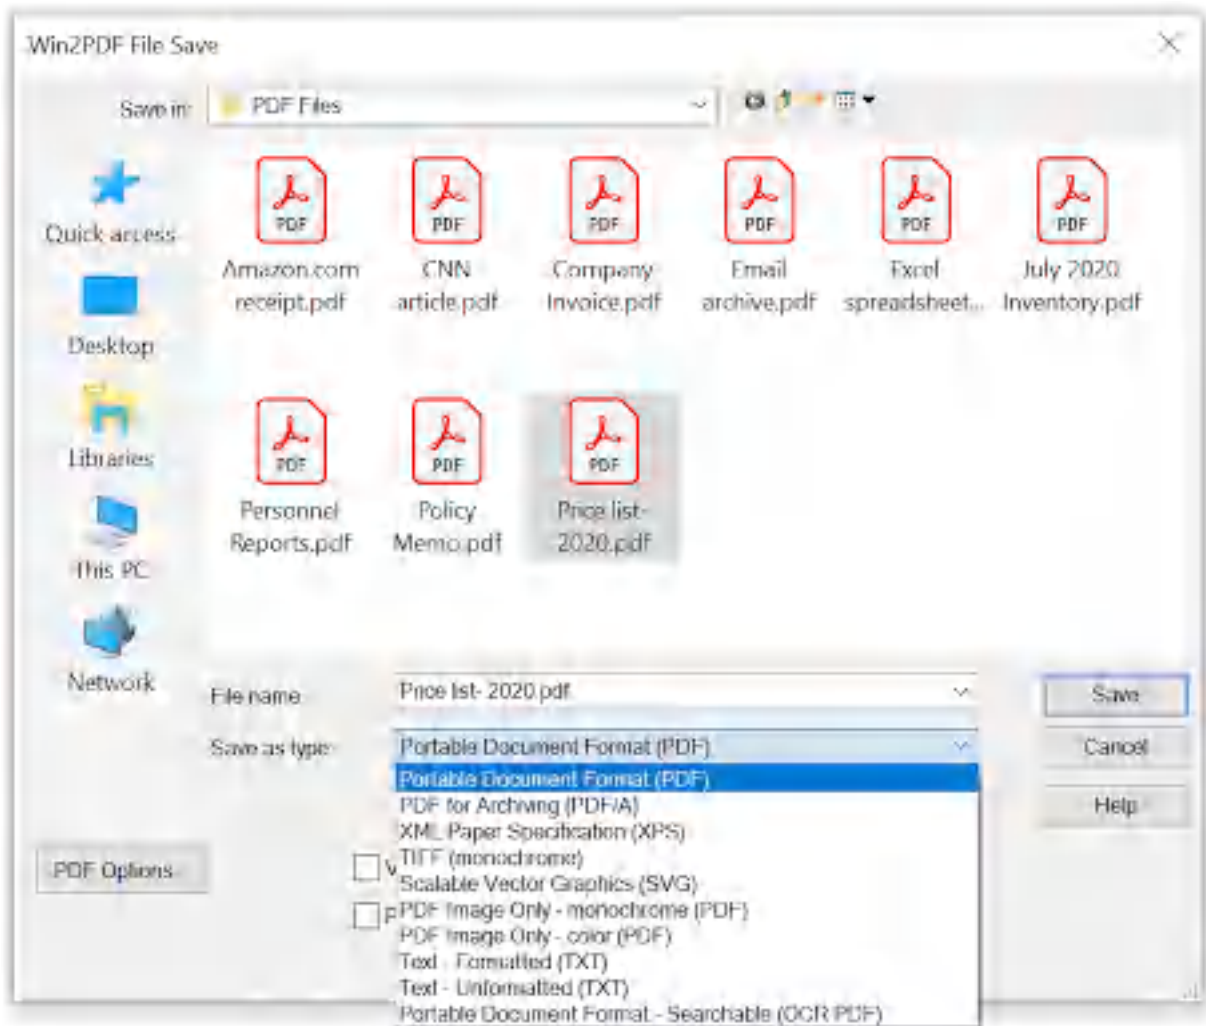 Win2PDF File Save
Save in: PDF Files
Quick access
Desktop
Libraries
This PC
Network
PDF PDF PDF PDF PDF PDF
Amazon.com CNN Company Email Excel July 2020
receipt.pdf article.pdf Invoice.pdf archive.pdf spreadsheet... Inventory.pdf
PDF PDF PDF
Personnel Policy Price list-
Reports.pdf Memo.pdf 2020.pdf
File name: Price list- 2020.pdf Save
Save as type: Portable Document Format (PDF) Cancel
Portable Document Format (PDF)
PDF for Archiving (PDF/A) Help
XML Paper Specification (XPS)
TIFF (monochrome)
PDF Options... V
Scalable Vector Graphics (SVG)
P PDF Image Only - monochrome (PDF)
PDF Image Only - color (PDF)
Text - Formatted (TXT)
Text - Unformatted (TXT)
Portable Document Format - Searchable (OCR PDF)